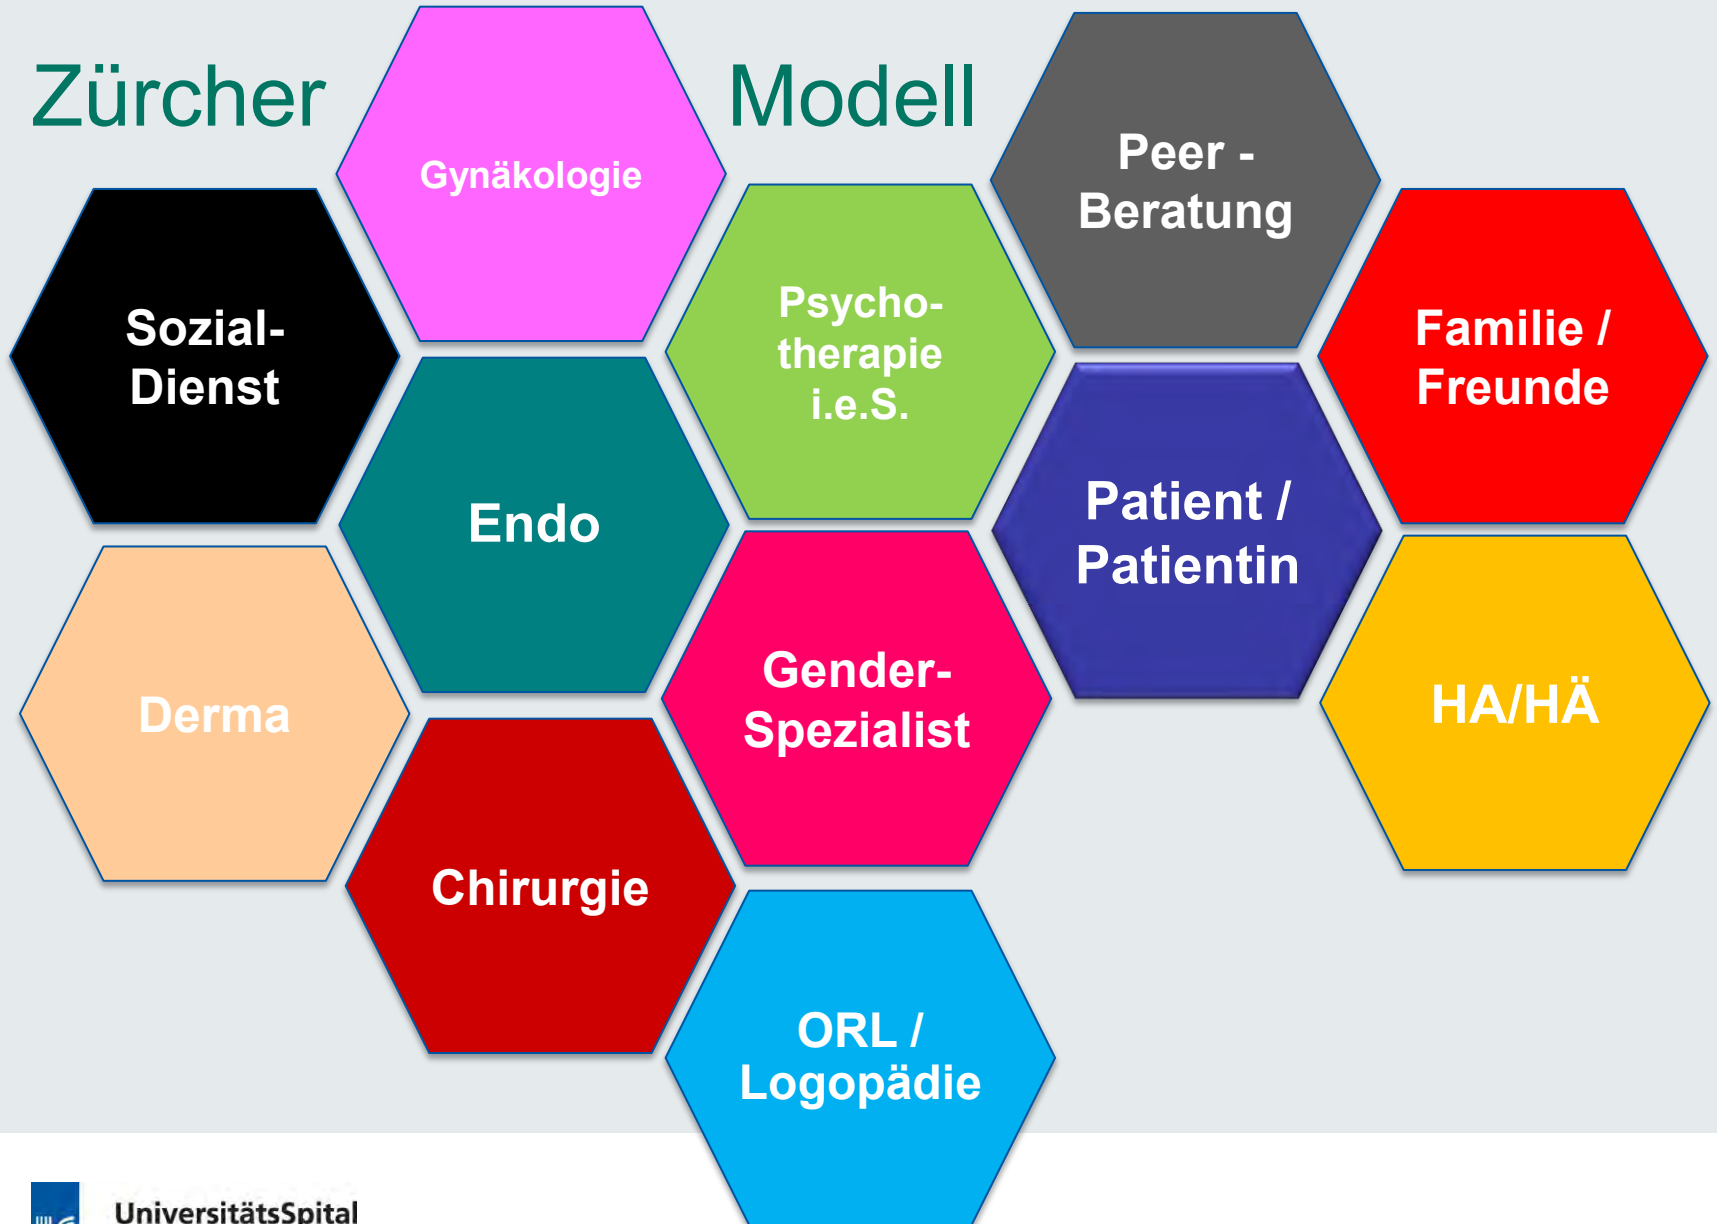 Zürcher
Modell
Gynäkologie
Peer -
Beratung
Sozial-
Dienst
Psycho-
therapie
i.e.S.
Familie /
Freunde
Endo
Patient /
Patientin
Derma
Gender-
Spezialist
HA/HÄ
Chirurgie
ORL /
Logopädie
UniversitätsSpital